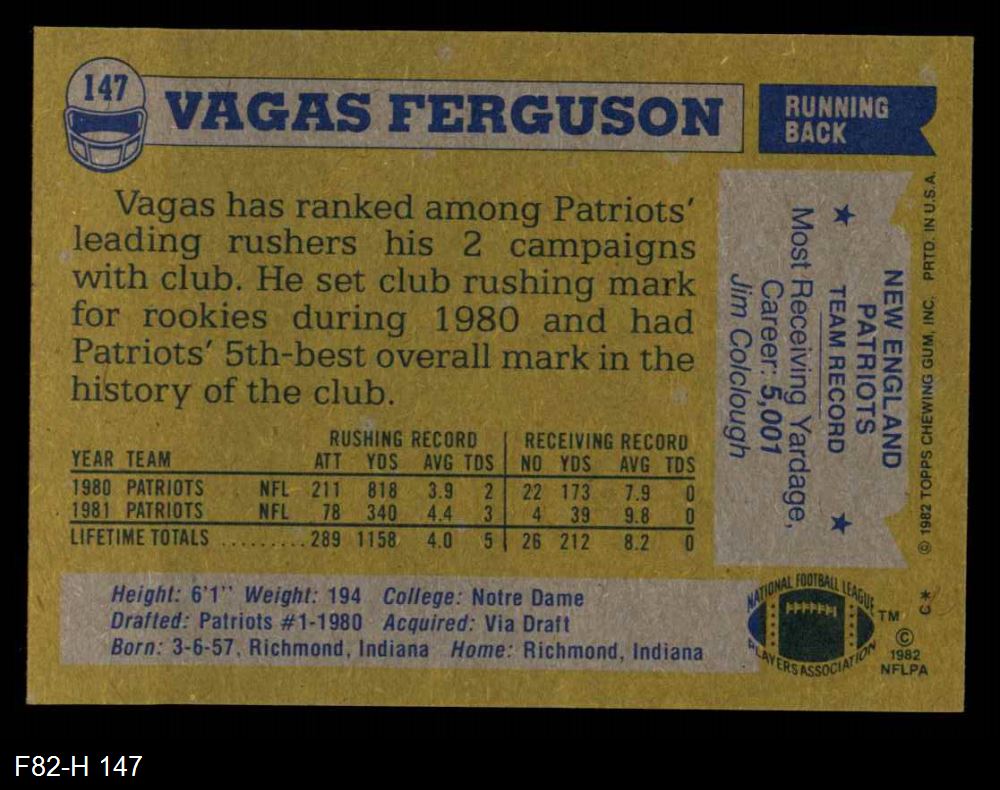 147
VAGAS FERGUSON
RUNNING
BACK
Vagas has ranked among Patriots'
leading rushers his 2 campaigns
with club. He set club rushing mark
for rookies during 1980 and had
Patriots' 5th-best overall mark in the
history of the club.
NEW ENGLAND
PATRIOTS
★ TEAM RECORD ★
Most Receiving Yardage,
Career: 5,001
Jim Colclough
RUSHING RECORD | RECEIVING RECORD
YEAR TEAM ATT YDS AVG TDS | NO YDS AVG TDS
1980 PATRIOTS NFL 211 818 3.9 2 | 22 173 7.9 0
1981 PATRIOTS NFL 78 340 4.4 3 | 4 39 9.8 0
LIFETIME TOTALS .......... 289 1158 4.0 5 | 26 212 8.2 0
Height: 6'1" Weight: 194 College: Notre Dame
Drafted: Patriots #1-1980 Acquired: Via Draft
Born: 3-6-57, Richmond, Indiana Home: Richmond, Indiana
NATIONAL FOOTBALL LEAGUE
PLAYERS ASSOCIATION
TM
©
1982
NFLPA
© 1982 TOPPS CHEWING GUM, INC. PRTD. IN U.S.A.
C*
F82-H 147